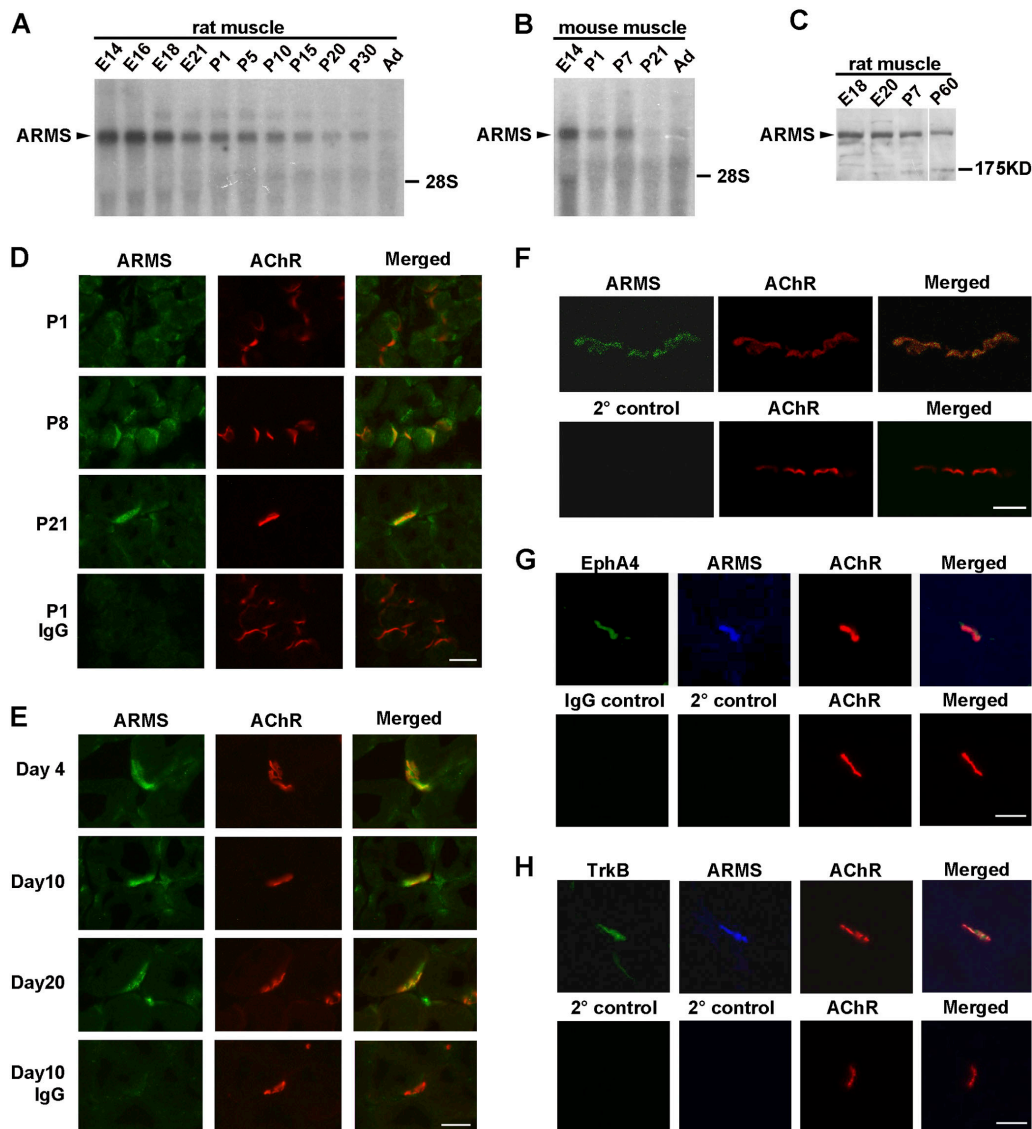 A
rat muscle
E14 E16 E18 E21 P1 P5 P10 P15 P20 P30 Ad
ARMS
28S
B
mouse muscle
E14 P1 P7 P21 Ad
ARMS
28S
C
rat muscle
E18 E20 P7 P60
ARMS
175KD
D
ARMS AChR Merged
P1
P8
P21
P1
IgG
E
ARMS AChR Merged
Day 4
Day10
Day20
Day10
IgG
F
ARMS AChR Merged
2° control AChR Merged
G
EphA4 ARMS AChR Merged
IgG control 2° control AChR Merged
H
TrkB ARMS AChR Merged
2° control 2° control AChR Merged